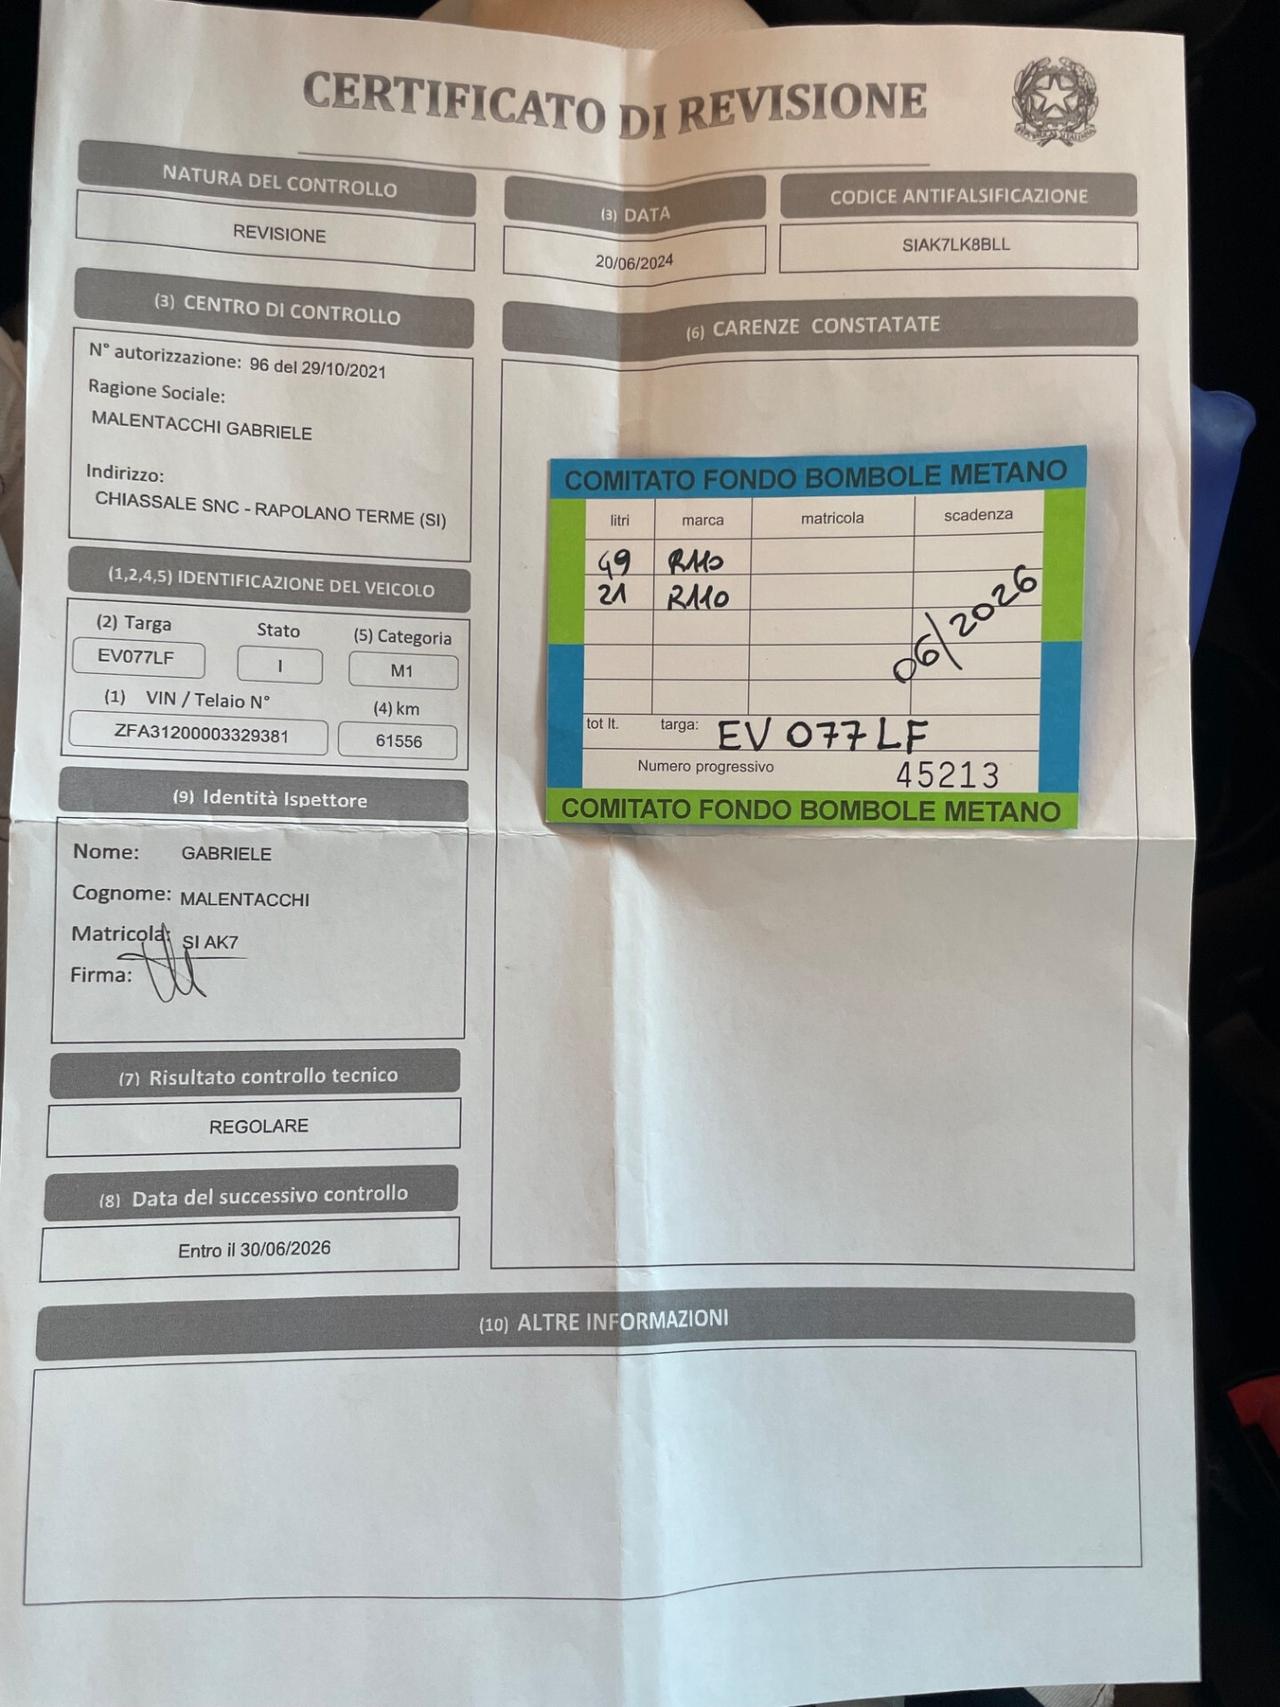 CERTIFICATO DI REVISIONE
NATURA DEL CONTROLLO
REVISIONE
(3) DATA
20/06/2024
CODICE ANTIFALSIFICAZIONE
SIAK7LK8BLL
(3) CENTRO DI CONTROLLO
N° autorizzazione: 96 del 29/10/2021
Ragione Sociale:
MALENTACCHI GABRIELE
Indirizzo:
CHIASSALE SNC - RAPOLANO TERME (SI)
(1,2,4,5) IDENTIFICAZIONE DEL VEICOLO
(2) Targa Stato (5) Categoria
EV077LF I M1
(1) VIN / Telaio N° (4) km
ZFA31200003329381 61556
(9) Identità Ispettore
Nome: GABRIELE
Cognome: MALENTACCHI
Matricola: SI AK7
Firma:
(7) Risultato controllo tecnico
REGOLARE
(8) Data del successivo controllo
Entro il 30/06/2026
(6) CARENZE CONSTATATE
COMITATO FONDO BOMBOLE METANO
litri marca matricola scadenza
49 R110
21 R110
06/2026
tot lt. targa: EV 077 LF
Numero progressivo 45213
COMITATO FONDO BOMBOLE METANO
(10) ALTRE INFORMAZIONI